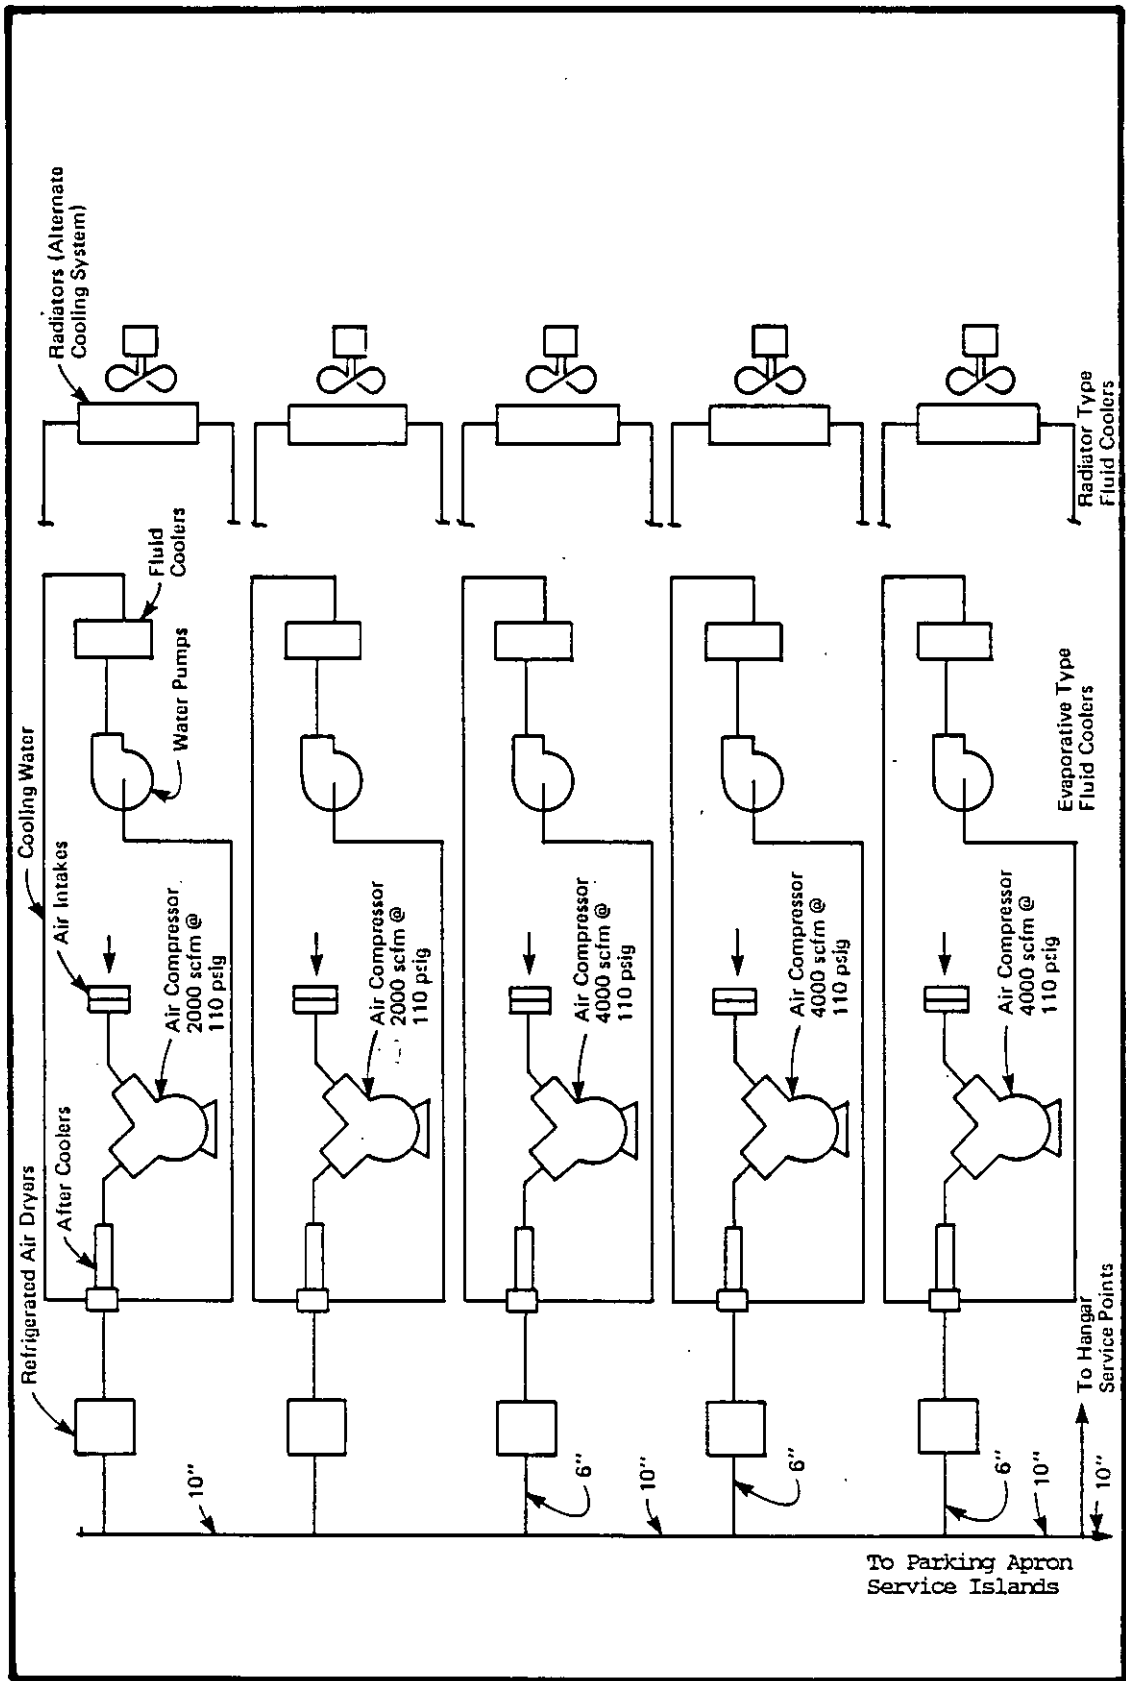 Radiators (Alternate
Cooling System)
Cooling Water
Fluid
Coolers
Water Pumps
Air Intakes
Air Compressor
2000 scfm @
110 psig
After Coolers
Refrigerated Air Dryers
10"
Air Compressor
2000 scfm @
110 psig
Air Compressor
4000 scfm @
110 psig
6"
10"
Air Compressor
4000 scfm @
110 psig
6"
Air Compressor
4000 scfm @
110 psig
6"
10"
10"
Radiator Type
Fluid Coolers
Evaporative Type
Fluid Coolers
To Hangar
Service Points
To Parking Apron
Service Islands